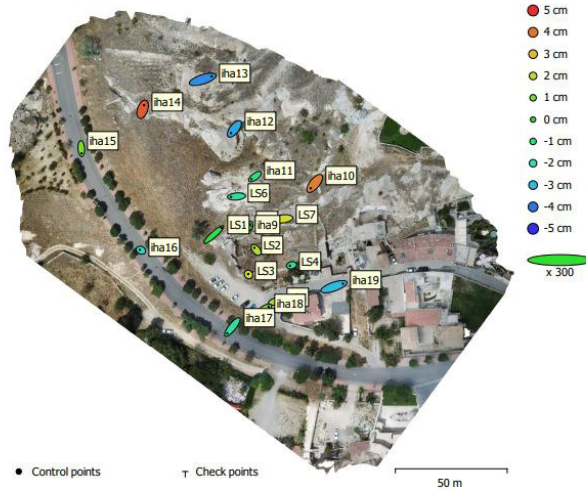 5 cm
4 cm
3 cm
2 cm
1 cm
0 cm
-1 cm
-2 cm
-3 cm
-4 cm
-5 cm
x 300
iha13
iha14
iha12
iha15
iha11
iha10
LS6
LS1
iha9
LS7
LS2
iha16
LS4
LS3
iha19
iha18
iha17
Control points
Check points
50 m